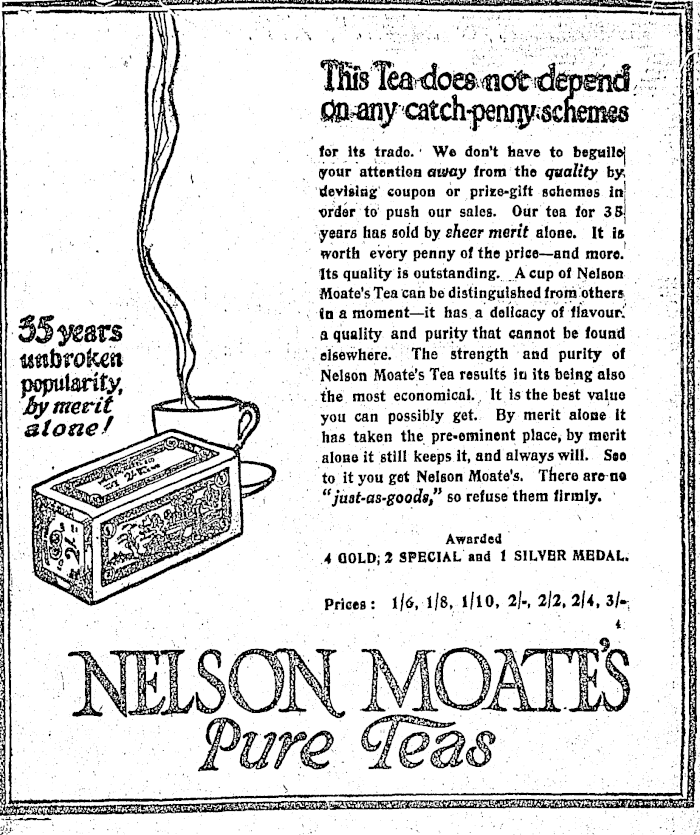 This Tea does not depend
on any catch-penny schemes
for its trade. We don't have to beguile
your attention away from the quality by
devising coupon or prize-gift schemes in
order to push our sales. Our tea for 35
years has sold by sheer merit alone. It is
worth every penny of the price—and more.
Its quality is outstanding. A cup of Nelson
Moate's Tea can be distinguished from others
in a moment—it has a delicacy of flavour.
a quality and purity that cannot be found
elsewhere. The strength and purity of
Nelson Moate's Tea results in its being also
the most economical. It is the best value
you can possibly get. By merit alone it
has taken the pre-eminent place, by merit
alone it still keeps it, and always will. See
to it you get Nelson Moate's. There are no
"just-as-goods," so refuse them firmly.
35 years
unbroken
popularity,
by merit
alone!
Awarded
4 GOLD; 2 SPECIAL and 1 SILVER MEDAL.
Prices: 1/6, 1/8, 1/10, 2/-, 2/2, 2/4, 3/-
4
NELSON MOATE'S
Pure Teas